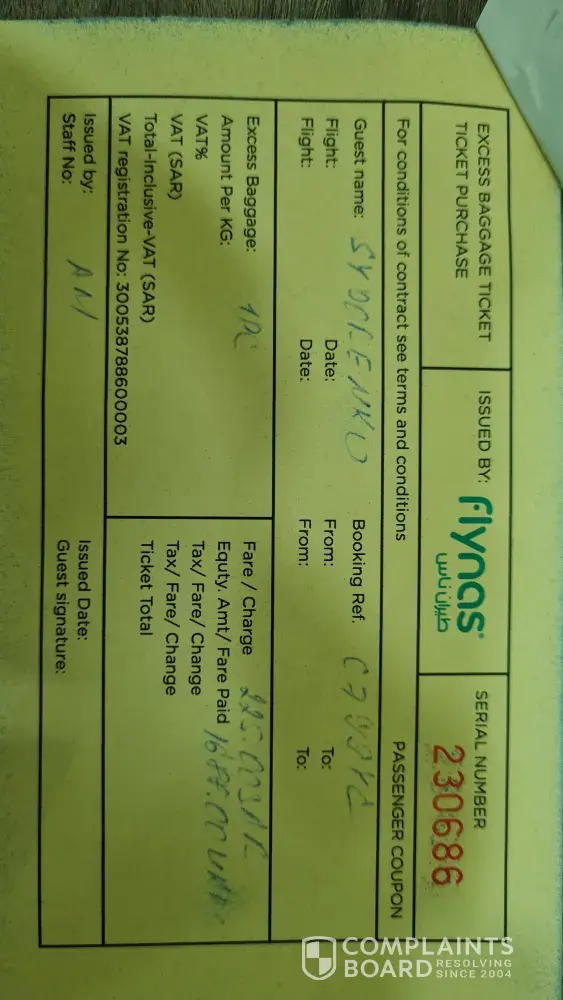 EXCESS BAGGAGE TICKET
TICKET PURCHASE
ISSUED BY: flynas
طيران ناس
SERIAL NUMBER
230686
For conditions of contract see terms and conditions
PASSENGER COUPON
Guest name: Booking Ref.
Flight: Date: From: To:
Flight: Date: From: To:
Excess Baggage:
Amount Per KG:
VAT%
VAT (SAR)
Total-Inclusive-VAT (SAR)
VAT registration No: 300538788600003
Fare / Charge 225.00 SAR
Equty. Amt/ Fare Paid
Tax/ Fare/ Change
Tax/ Fare/ Change
Ticket Total
Issued by: AM
Staff No:
Issued Date:
Guest signature:
COMPLAINTS
BOARD RESOLVING
SINCE 2004